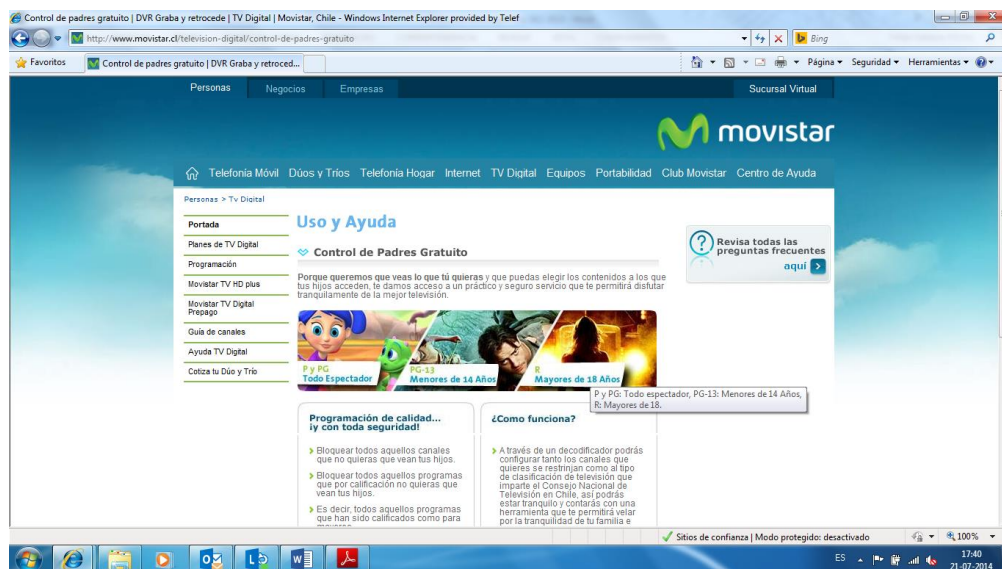 Control de padres gratuito | DVR Graba y retrocede | TV Digital | Movistar, Chile - Windows Internet Explorer provided by Telef
http://www.movistar.cl/television-digital/control-de-padres-gratuito
Bing
Favoritos
Control de padres gratuito | DVR Graba y retroced...
Página
Seguridad
Herramientas
Personas
Negocios
Empresas
Sucursal Virtual
movistar
Telefonía Móvil Dúos y Tríos Telefonía Hogar Internet TV Digital Equipos Portabilidad Club Movistar Centro de Ayuda
Personas > Tv Digital
Portada
Planes de TV Digital
Programación
Movistar TV HD plus
Movistar TV Digital
Prepago
Guía de canales
Ayuda TV Digital
Cotiza tu Dúo y Trío
Uso y Ayuda
Control de Padres Gratuito
Porque queremos que veas lo que tú quieras y que puedas elegir los contenidos a los que
tus hijos acceden, te damos acceso a un práctico y seguro servicio que te permitirá disfutar
tranquilamente de la mejor televisión.
P y PG
Todo Espectador
PG-13
Menores de 14 Años
R
Mayores de 18 Años
P y PG: Todo espectador, PG-13: Menores de 14 Años,
R: Mayores de 18.
Programación de calidad...
¡y con toda seguridad!
Bloquear todos aquellos canales
que no quieras que vean tus hijos.
Bloquear todos aquellos programas
que por calificación no quieras que
vean tus hijos.
Es decir, todos aquellos programas
que han sido calificados como para
¿Como funciona?
A través de un decodificador podrás
configurar tanto los canales que
quieres se restrinjan como al tipo
de clasificación de televisión que
imparte el Consejo Nacional de
Televisión en Chile, así podrás
estar tranquilo y contarás con una
herramienta que te permitirá velar
por la tranquilidad de tu familia e
Revisa todas las
preguntas frecuentes
aquí
Sitios de confianza | Modo protegido: desactivado
100%
ES
17:40
21-07-2014